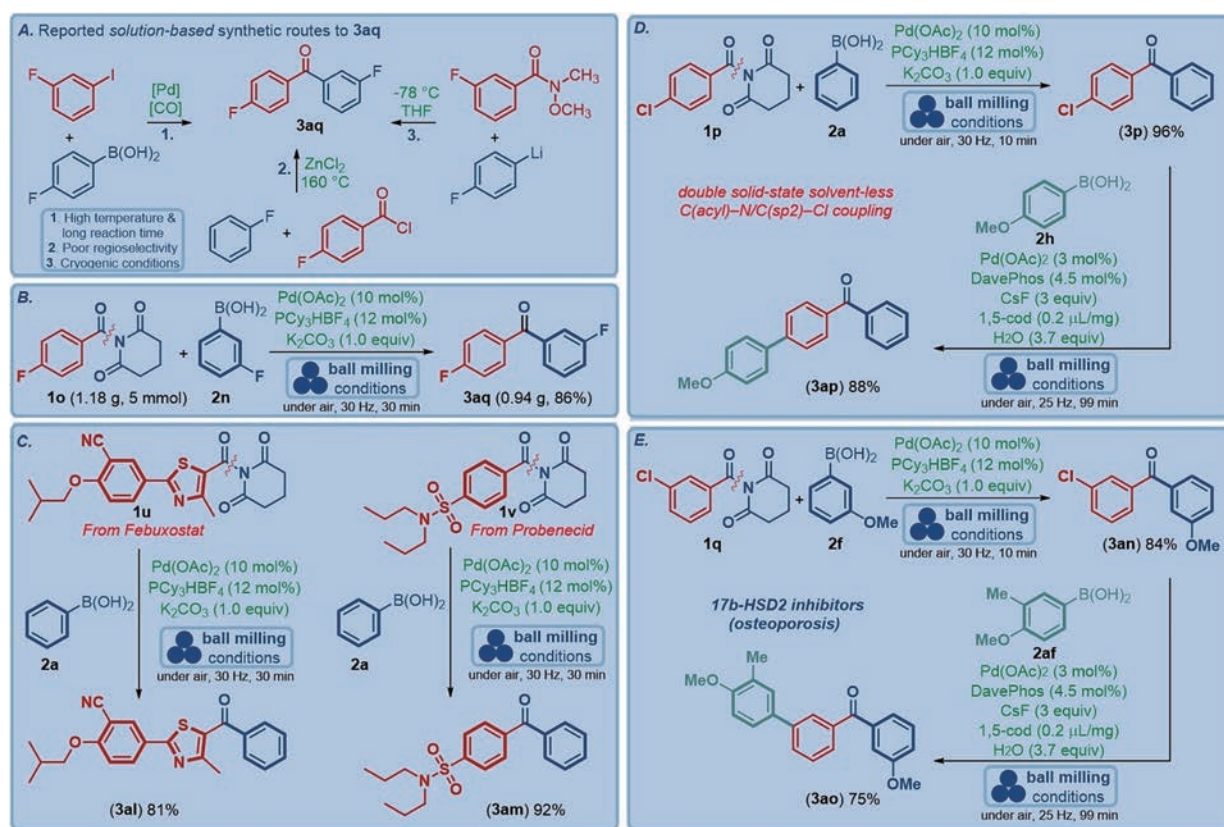 A. Reported solution-based synthetic routes to 3aq
F
I
+
F
B(OH)2
[Pd]
[CO]
1.
O
F
F
3aq
2.
ZnCl2
160 °C
-78 °C
THF
3.
F
O
N
CH3
O
CH3
+
F
Li
F
+
F
O
Cl
1. High temperature &
long reaction time
2. Poor regioselectivity
3. Cryogenic conditions
B.
F
O
O
N
O
+
B(OH)2
F
Pd(OAc)2 (10 mol%)
PCy3HBF4 (12 mol%)
K2CO3 (1.0 equiv)
ball milling
conditions
under air, 30 Hz, 30 min
O
F
F
1o (1.18 g, 5 mmol)
2n
3aq (0.94 g, 86%)
C.
NC
O
S
N
O
O
N
O
1u
From Febuxostat
B(OH)2
2a
Pd(OAc)2 (10 mol%)
PCy3HBF4 (12 mol%)
K2CO3 (1.0 equiv)
ball milling
conditions
under air, 30 Hz, 30 min
NC
O
S
N
O
(3al) 81%
O
O
N
O
S
O
O
N
1v
From Probenecid
B(OH)2
2a
Pd(OAc)2 (10 mol%)
PCy3HBF4 (12 mol%)
K2CO3 (1.0 equiv)
ball milling
conditions
under air, 30 Hz, 30 min
O
O
S
O
N
(3am) 92%
D.
Cl
O
O
N
O
1p
+
B(OH)2
2a
Pd(OAc)2 (10 mol%)
PCy3HBF4 (12 mol%)
K2CO3 (1.0 equiv)
ball milling
conditions
under air, 30 Hz, 10 min
O
Cl
(3p) 96%
double solid-state solvent-less
C(acyl)–N/C(sp2)–Cl coupling
B(OH)2
MeO
2h
Pd(OAc)2 (3 mol%)
DavePhos (4.5 mol%)
CsF (3 equiv)
1,5-cod (0.2 μL/mg)
H2O (3.7 equiv)
ball milling
conditions
under air, 25 Hz, 99 min
O
MeO
(3ap) 88%
E.
Cl
O
O
N
O
1q
+
B(OH)2
OMe
2f
Pd(OAc)2 (10 mol%)
PCy3HBF4 (12 mol%)
K2CO3 (1.0 equiv)
ball milling
conditions
under air, 30 Hz, 10 min
Cl
O
OMe
(3an) 84%
17b-HSD2 inhibitors
(osteoporosis)
Me
B(OH)2
MeO
2af
Pd(OAc)2 (3 mol%)
DavePhos (4.5 mol%)
CsF (3 equiv)
1,5-cod (0.2 μL/mg)
H2O (3.7 equiv)
ball milling
conditions
under air, 25 Hz, 99 min
Me
MeO
O
OMe
(3ao) 75%